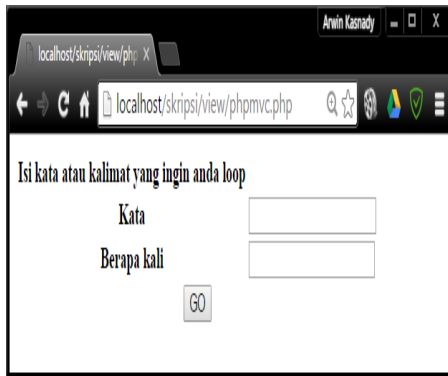 Arwin Kasnady
localhost/skripsi/view/php
localhost/skripsi/view/phpmvc.php
Isi kata atau kalimat yang ingin anda loop
Kata
Berapa kali
GO